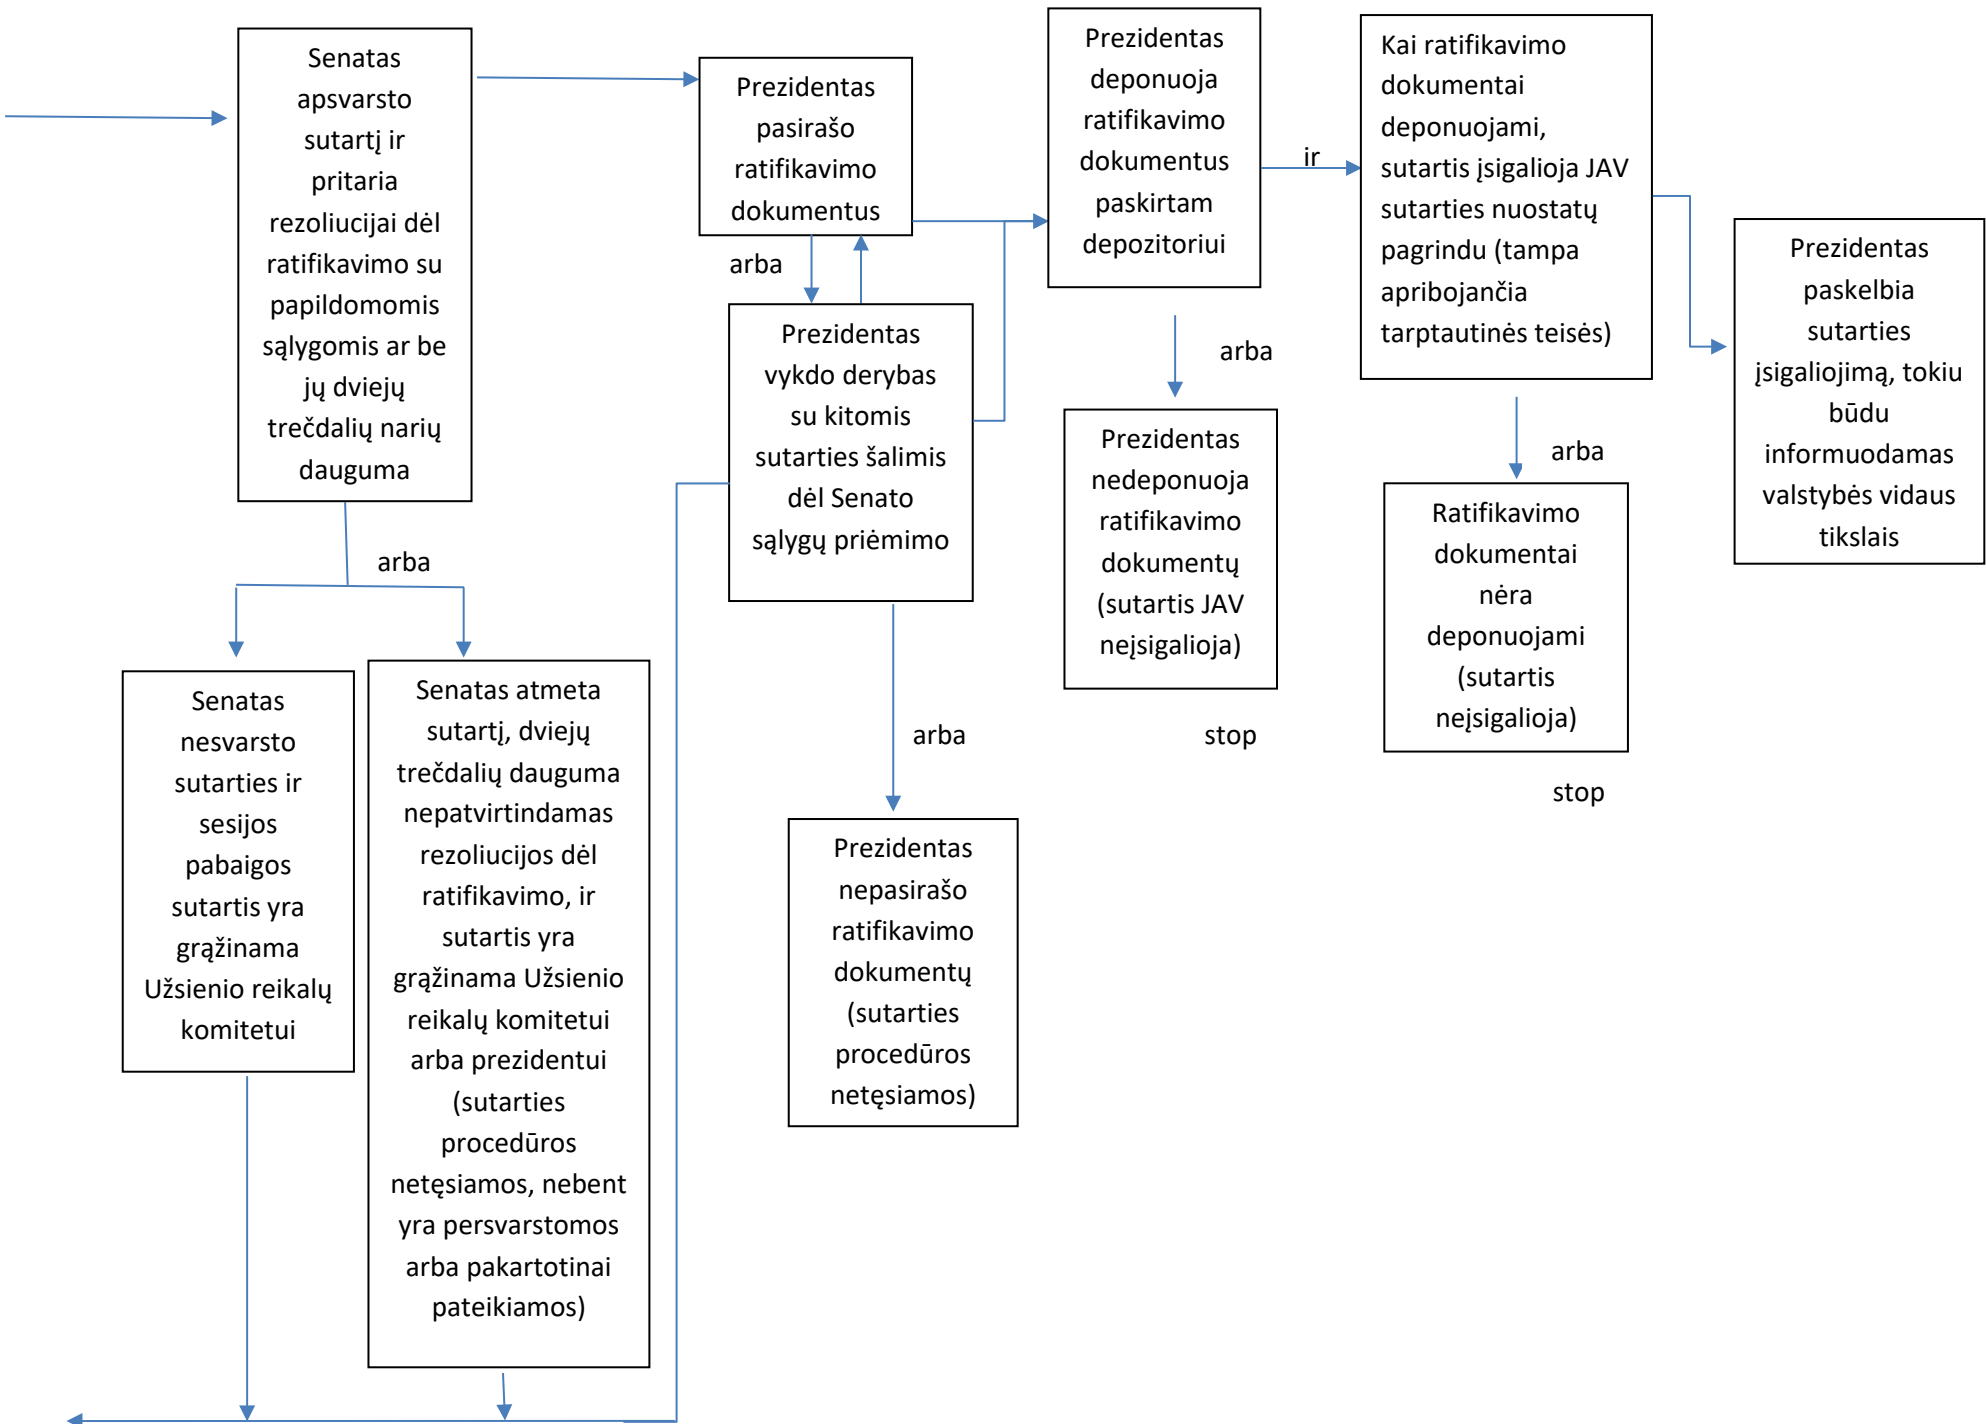 Senatas
apsvarsto
sutartį ir
pritaria
rezoliucijai dėl
ratifikavimo su
papildomomis
sąlygomis ar be
jų dviejų
trečdalių narių
dauguma
Prezidentas
pasirašo
ratifikavimo
dokumentus
Prezidentas
deponuoja
ratifikavimo
dokumentus
paskirtam
depozitoriui
ir
Kai ratifikavimo
dokumentai
deponuojami,
sutartis įsigalioja JAV
sutarties nuostatų
pagrindu (tampa
apribojančia
tarptautinės teisės)
Prezidentas
paskelbia
sutarties
įsigaliojimą, tokiu
būdu
informuodamas
valstybės vidaus
tikslais
arba
Prezidentas
vykdo derybas
su kitomis
sutarties šalimis
dėl Senato
sąlygų priėmimo
arba
Prezidentas
nedeponuoja
ratifikavimo
dokumentų
(sutartis JAV
neįsigalioja)
stop
arba
Ratifikavimo
dokumentai
nėra
deponuojami
(sutartis
neįsigalioja)
stop
arba
Senatas
nesvarsto
sutarties ir
sesijos
pabaigos
sutartis yra
grąžinama
Užsienio reikalų
komitetui
Senatas atmeta
sutartį, dviejų
trečdalių dauguma
nepatvirtindamas
rezoliucijos dėl
ratifikavimo, ir
sutartis yra
grąžinama Užsienio
reikalų komitetui
arba prezidentui
(sutarties
procedūros
netęsiamos, nebent
yra persvarstomos
arba pakartotinai
pateikiamos)
arba
Prezidentas
nepasirašo
ratifikavimo
dokumentų
(sutarties
procedūros
netęsiamos)